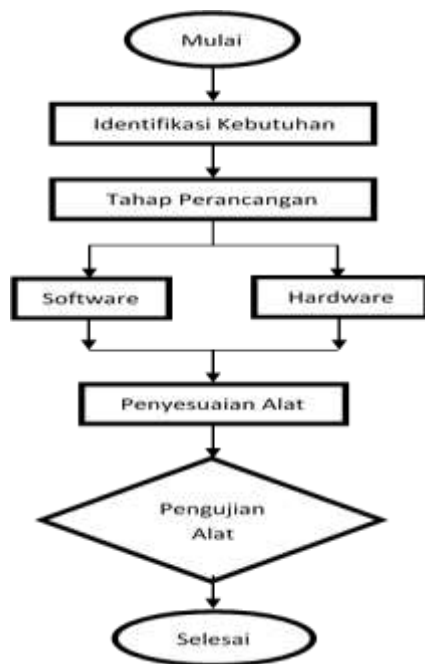 Mulai
Identifikasi Kebutuhan
Tahap Perancangan
Software
Hardware
Penyesuaian Alat
Pengujian
Alat
Selesai